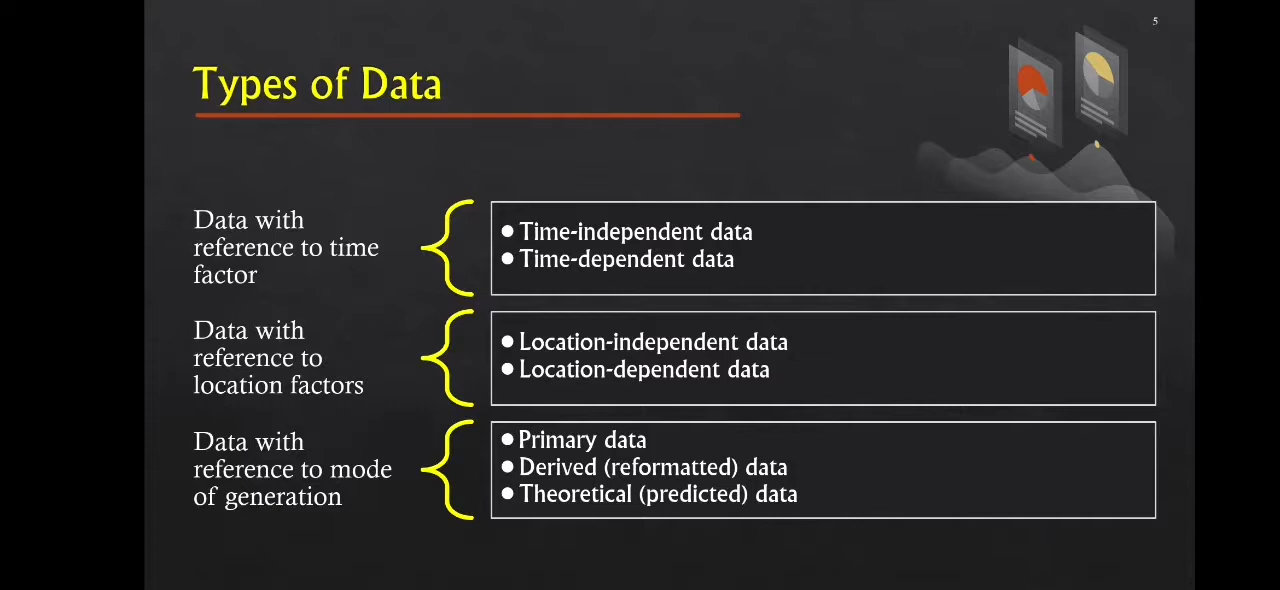 5
Types of Data
Data with
reference to time
factor
● Time-independent data
● Time-dependent data
Data with
reference to
location factors
● Location-independent data
● Location-dependent data
Data with
reference to mode
of generation
● Primary data
● Derived (reformatted) data
● Theoretical (predicted) data